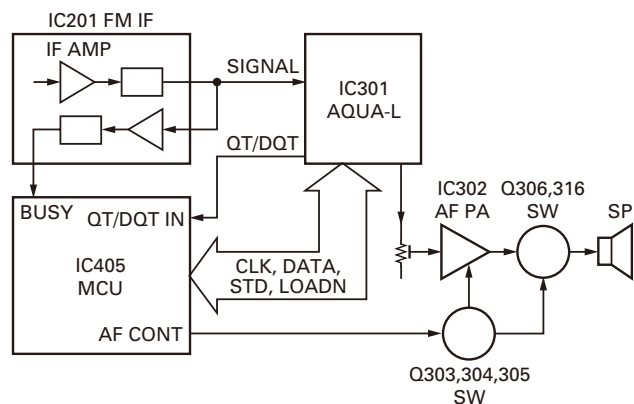 IC201 FM IF
IF AMP
SIGNAL
IC301
AQUA-L
QT/DQT
IC302
AF PA
Q306,316
SW
SP
BUSY
QT/DQT IN
IC405
MCU
CLK, DATA,
STD, LOADN
AF CONT
Q303,304,305
SW